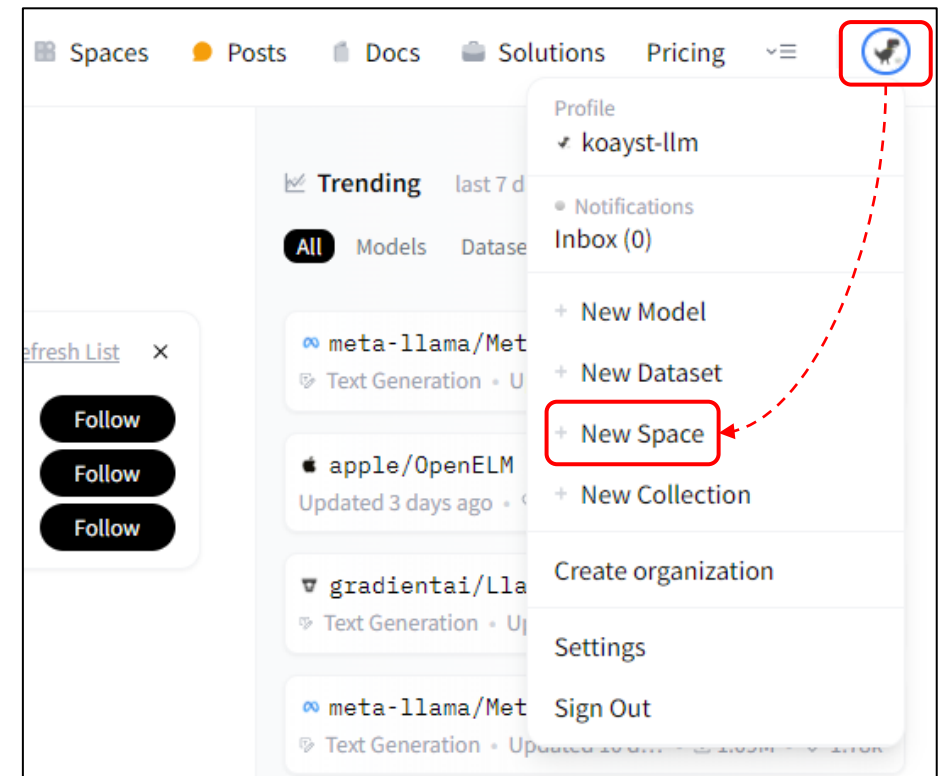 Spaces Posts Docs Solutions Pricing
Profile
koayst-llm
Trending last 7 d
Notifications
Inbox (0)
All Models Datase
New Model
meta-llama/Met
efresh List
Text Generation • U
New Dataset
Follow
New Space
apple/OpenELM
Follow
Updated 3 days ago •
New Collection
Follow
Create organization
gradientai/Lla
Text Generation • Up
Settings
meta-llama/Met
Sign Out
Text Generation •